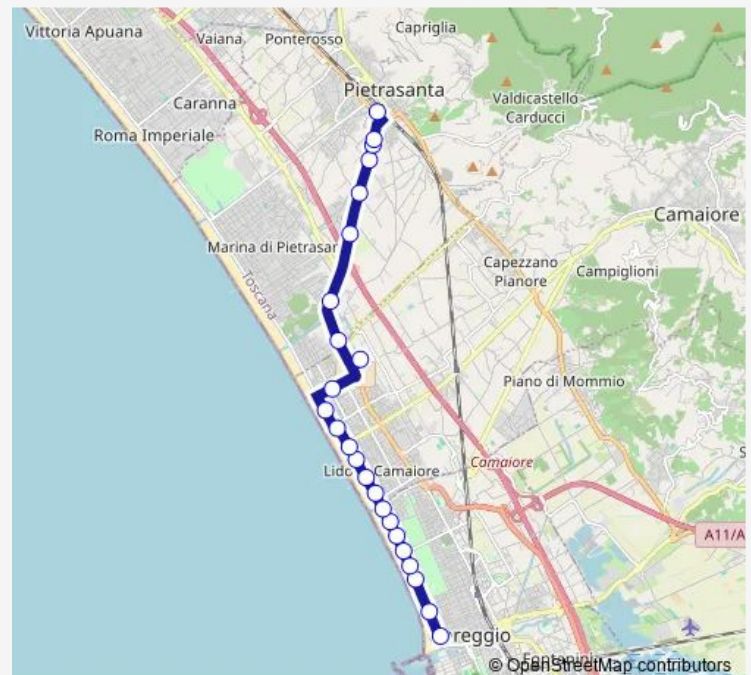 Vittoria Apuana
Vaiana
Ponterosso
Capriglia
Pietrasanta
Valdicastello
Carducci
Caranna
Roma Imperiale
Camaiore
Marina di Pietrasar
Capezzano
Pianore
Campiglioni
Toscana
Piano di Mommio
Lido
Camaiore
Camaiore
A11/A
reggio
© OpenStreetMap contributors